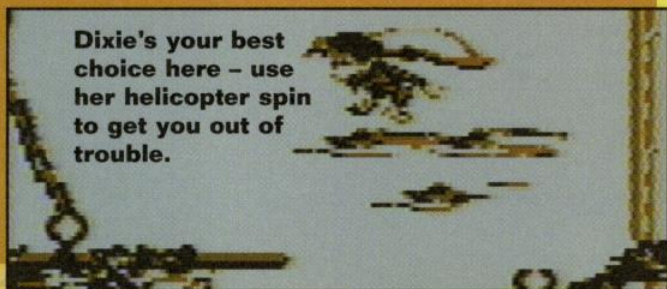 Dixie's your best
choice here – use
her helicopter spin
to get you out of
trouble.